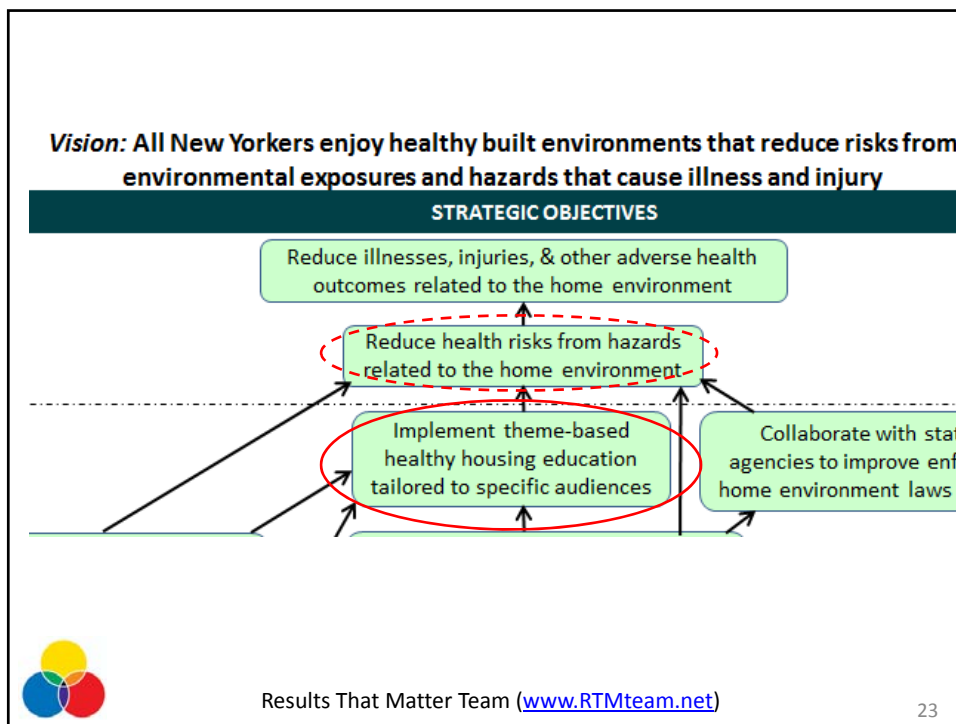 Vision: All New Yorkers enjoy healthy built environments that reduce risks from
environmental exposures and hazards that cause illness and injury
STRATEGIC OBJECTIVES
Reduce illnesses, injuries, & other adverse health
outcomes related to the home environment
Reduce health risks from hazards
related to the home environment
Implement theme-based
healthy housing education
tailored to specific audiences
Collaborate with
agencies to improve
home environment laws
Results That Matter Team (www.RTMteam.net)
23